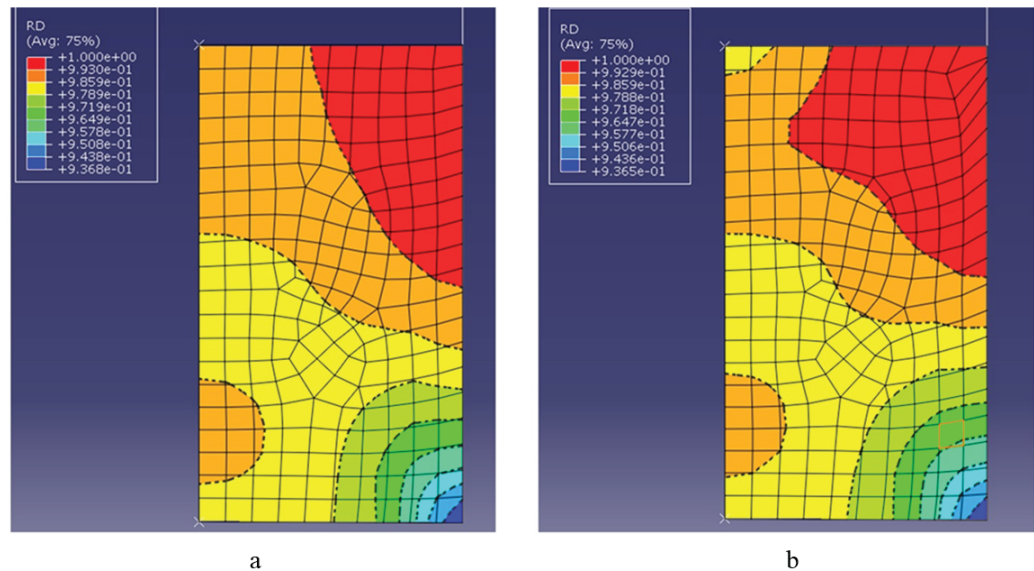 RD
(Avg: 75%)
+1.000e+00
+9.930e-01
+9.859e-01
+9.789e-01
+9.719e-01
+9.649e-01
+9.578e-01
+9.508e-01
+9.438e-01
+9.368e-01
RD
(Avg: 75%)
+1.000e+00
+9.929e-01
+9.859e-01
+9.788e-01
+9.718e-01
+9.647e-01
+9.577e-01
+9.506e-01
+9.436e-01
+9.365e-01
a
b